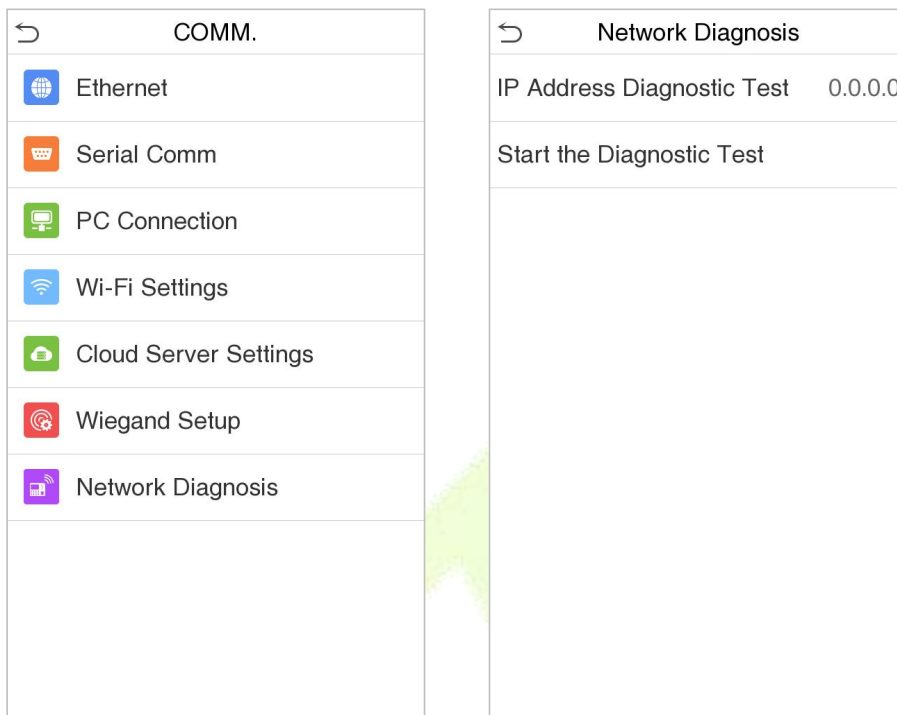 COMM.
Ethernet
Serial Comm
PC Connection
Wi-Fi Settings
Cloud Server Settings
Wiegand Setup
Network Diagnosis
Network Diagnosis
IP Address Diagnostic Test 0.0.0.0
Start the Diagnostic Test